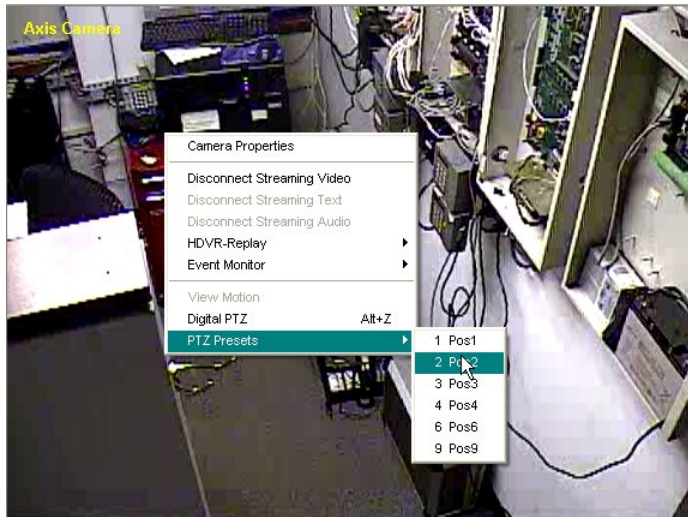 Axis Camera
Camera Properties
Disconnect Streaming Video
Disconnect Streaming Text
Disconnect Streaming Audio
HDVR-Replay
Event Monitor
View Motion
Digital PTZ Alt+Z
PTZ Presets
1 Pos1
2 Pos2
3 Pos3
4 Pos4
6 Pos6
9 Pos9